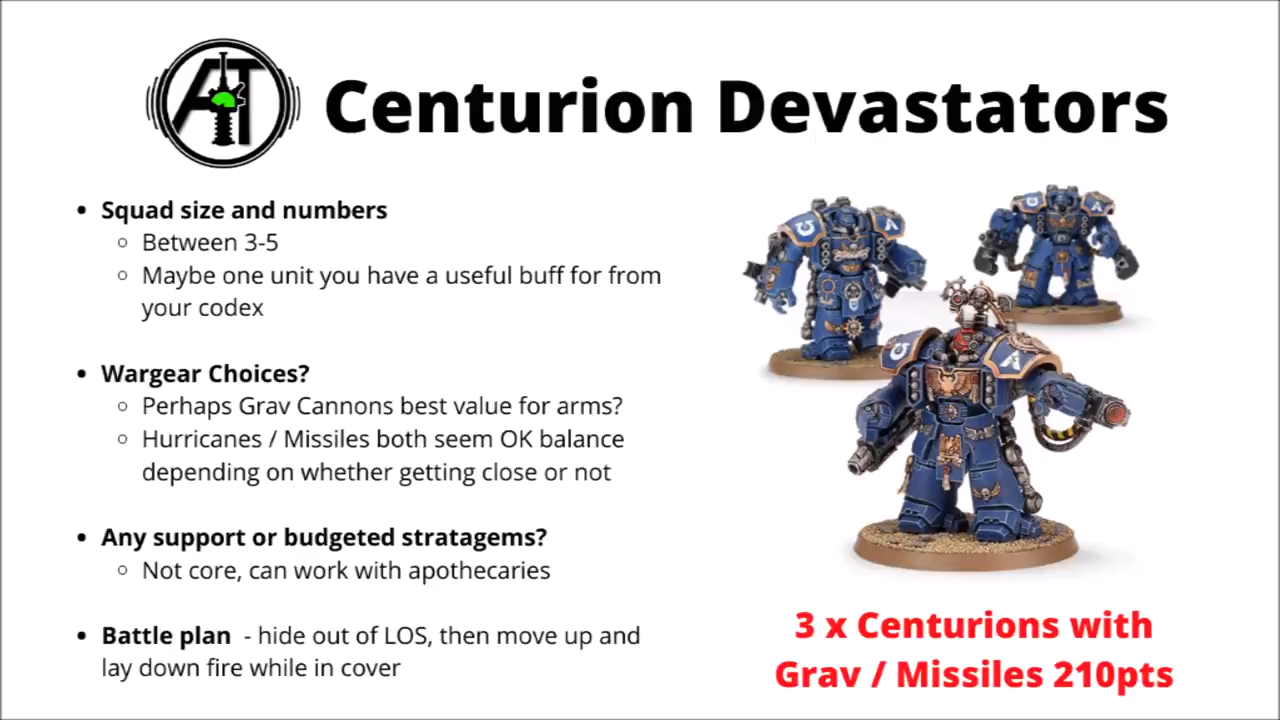 AT
Centurion Devastators
• Squad size and numbers
○ Between 3-5
○ Maybe one unit you have a useful buff for from
your codex
• Wargear Choices?
○ Perhaps Grav Cannons best value for arms?
○ Hurricanes / Missiles both seem OK balance
depending on whether getting close or not
• Any support or budgeted stratagems?
○ Not core, can work with apothecaries
• Battle plan - hide out of LOS, then move up and
lay down fire while in cover
3 x Centurions with
Grav / Missiles 210pts